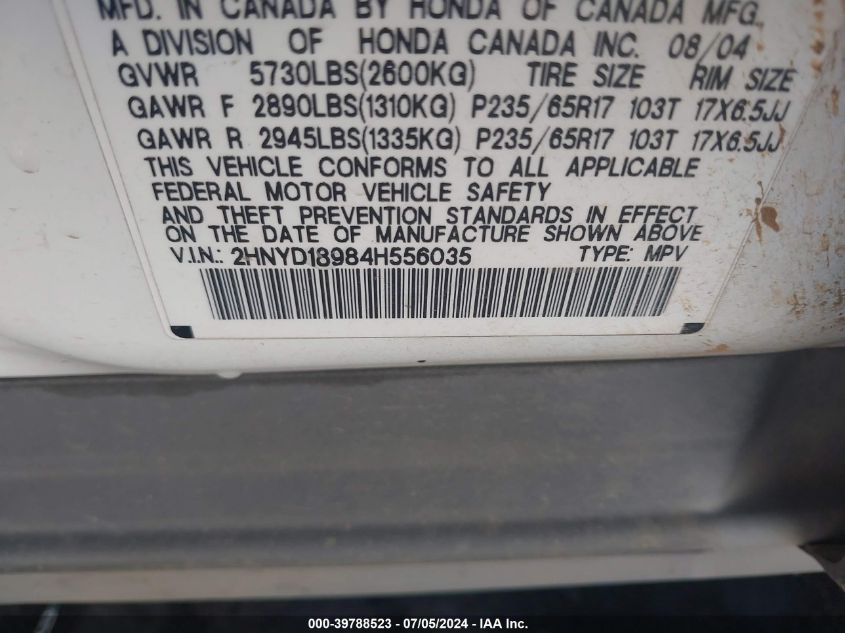 MFD. IN CANADA BY HONDA OF CANADA MFG.,
A DIVISION OF HONDA CANADA INC. 08/04
GVWR 5730LBS(2600KG) TIRE SIZE RIM SIZE
GAWR F 2890LBS(1310KG) P235/65R17 103T 17X6.5JJ
GAWR R 2945LBS(1335KG) P235/65R17 103T 17X6.5JJ
THIS VEHICLE CONFORMS TO ALL APPLICABLE
FEDERAL MOTOR VEHICLE SAFETY
AND THEFT PREVENTION STANDARDS IN EFFECT
ON THE DATE OF MANUFACTURE SHOWN ABOVE
V.I.N.: 2HNYD18984H556035 TYPE: MPV
000-39788523 - 07/05/2024 - IAA Inc.